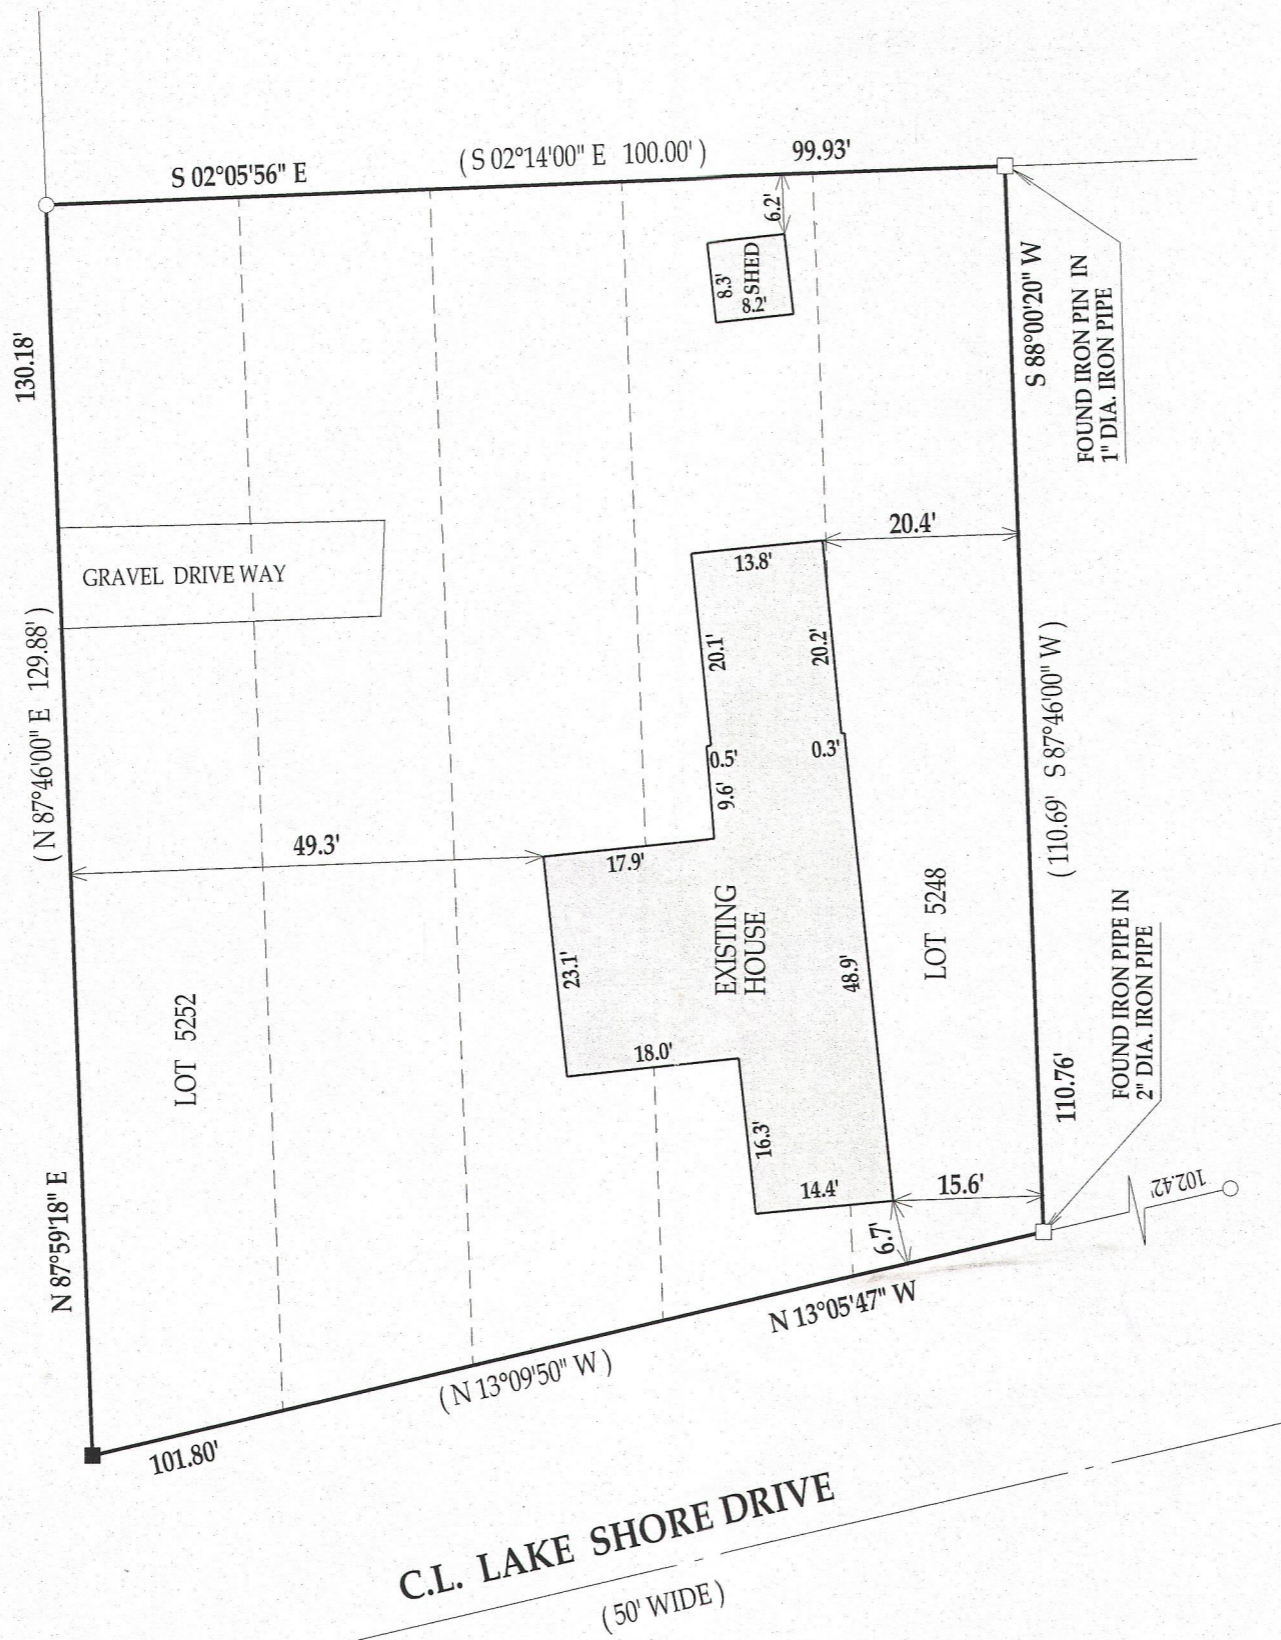 ( S 02°14'00" E 100.00' )
99.93'
S 02°05'56" E
6.2'
SHED
8.3'
8.2'
130.18'
S 88°00'20" W
FOUND IRON PIN IN
1" DIA. IRON PIPE
20.4'
13.8'
GRAVEL DRIVEWAY
20.1'
20.2'
( N 87°46'00" E 129.88' )
( 110.69' S 87°46'00" W )
0.5'
0.3'
9.6'
49.3'
17.9'
EXISTING
HOUSE
LOT 5248
23.1'
48.9'
FOUND IRON PIPE IN
2" DIA. IRON PIPE
LOT 5252
18.0'
110.76'
16.3'
14.4'
15.6'
102.42'
N 87°59'18" E
6.7'
N 13°05'47" W
( N 13°09'50" W )
101.80'
C.L. LAKE SHORE DRIVE
( 50' WIDE )